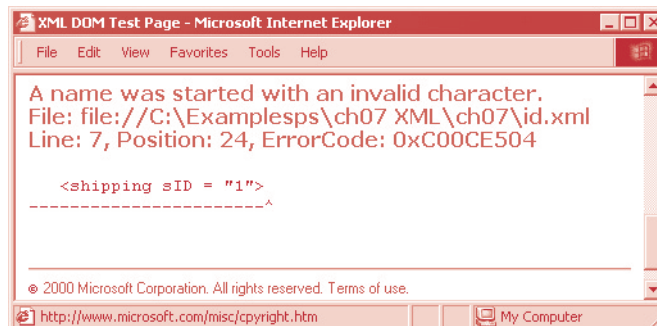 XML DOM Test Page - Microsoft Internet Explorer
File Edit View Favorites Tools Help
A name was started with an invalid character.
File: file://C:\Examplesps\ch07 XML\ch07\id.xml
Line: 7, Position: 24, ErrorCode: 0xC00CE504
<shipping sID = "1">
-----------------------^
© 2000 Microsoft Corporation. All rights reserved. Terms of use.
http://www.microsoft.com/misc/cpyright.htm My Computer